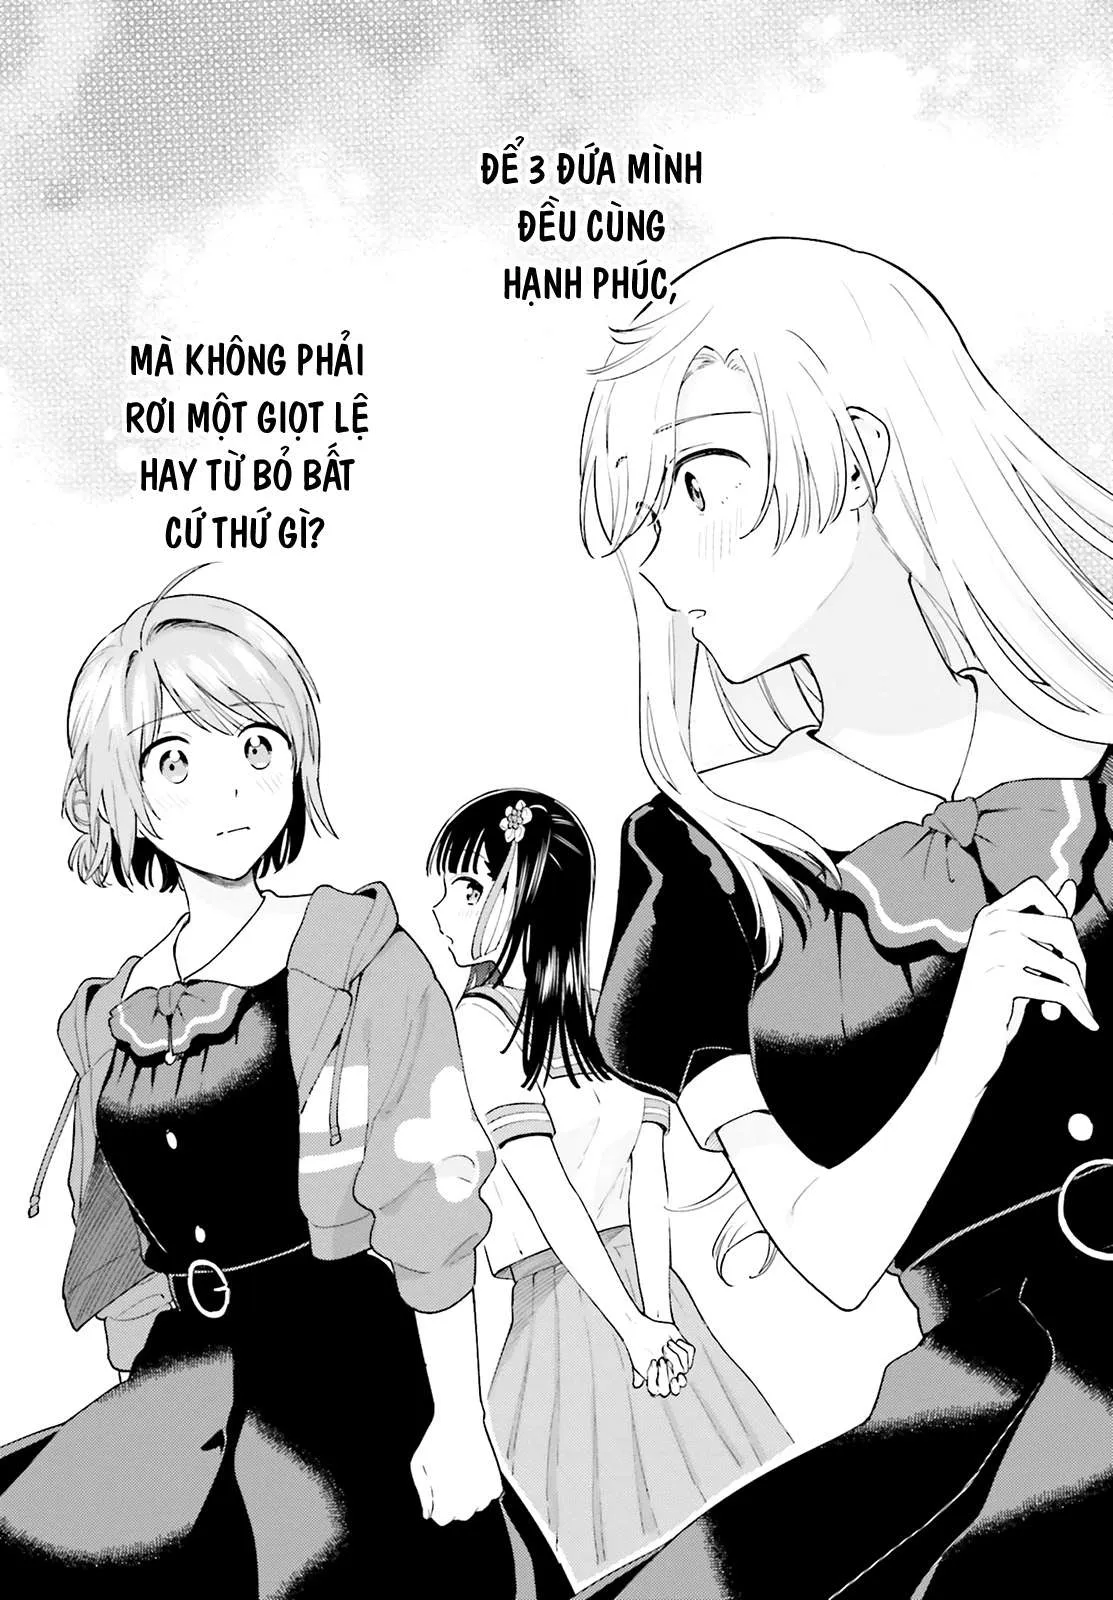 ĐỂ 3 ĐỨA MÌNH
ĐỀU CÙNG
HẠNH PHÚC,
MÀ KHÔNG PHẢI
RƠI MỘT GIỌT LỆ
HAY TỪ BỎ BẤT
CỨ THỨ GÌ?